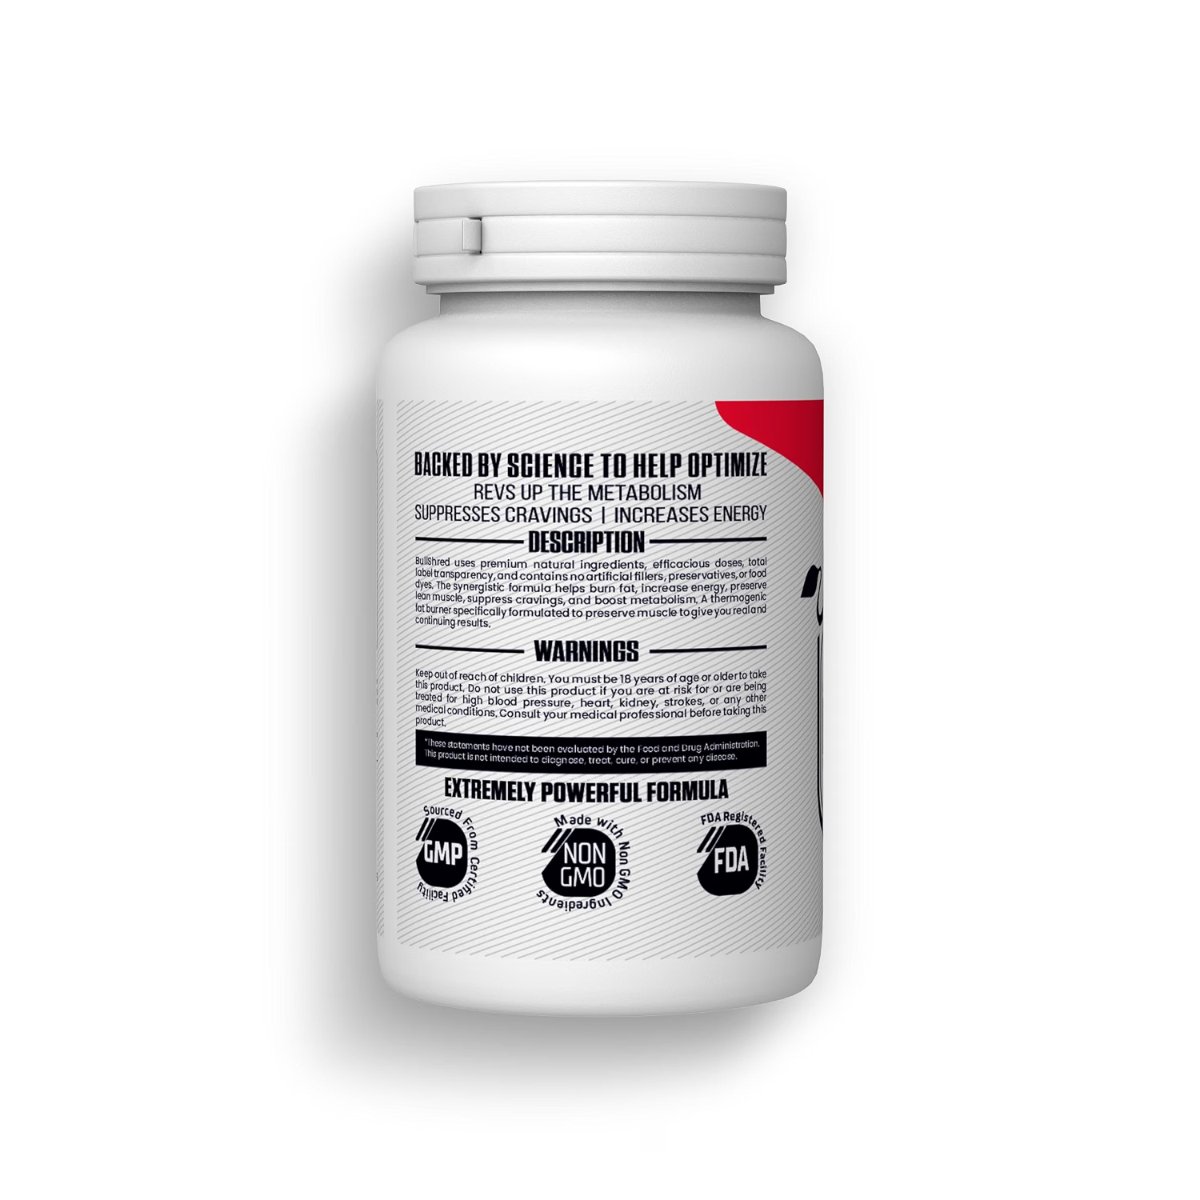 BACKED BY SCIENCE TO HELP OPTIMIZE
REVS UP THE METABOLISM
SUPPRESSES CRAVINGS | INCREASES ENERGY
DESCRIPTION
BullShred uses premium natural ingredients, efficacious doses, total
label transparency, and contains no artificial fillers, preservatives, or food
dyes. The synergistic formula helps burn fat, increase energy, preserve
lean muscle, suppress cravings, and boost metabolism. A thermogenic
fat burner specifically formulated to preserve muscle to give you real and
continuing results.
WARNINGS
Keep out of reach of children. You must be 18 years of age or older to take
this product. Do not use this product if you are at risk for or are being
treated for high blood pressure, heart, kidney, strokes, or any other
medical conditions. Consult your medical professional before taking this
product.
*These statements have not been evaluated by the Food and Drug Administration.
This product is not intended to diagnose, treat, cure, or prevent any disease.
EXTREMELY POWERFUL FORMULA
Sourced From Certified Facility
GMP
Made with Non GMO Ingredients
NON
GMO
FDA Registered Facility
FDA